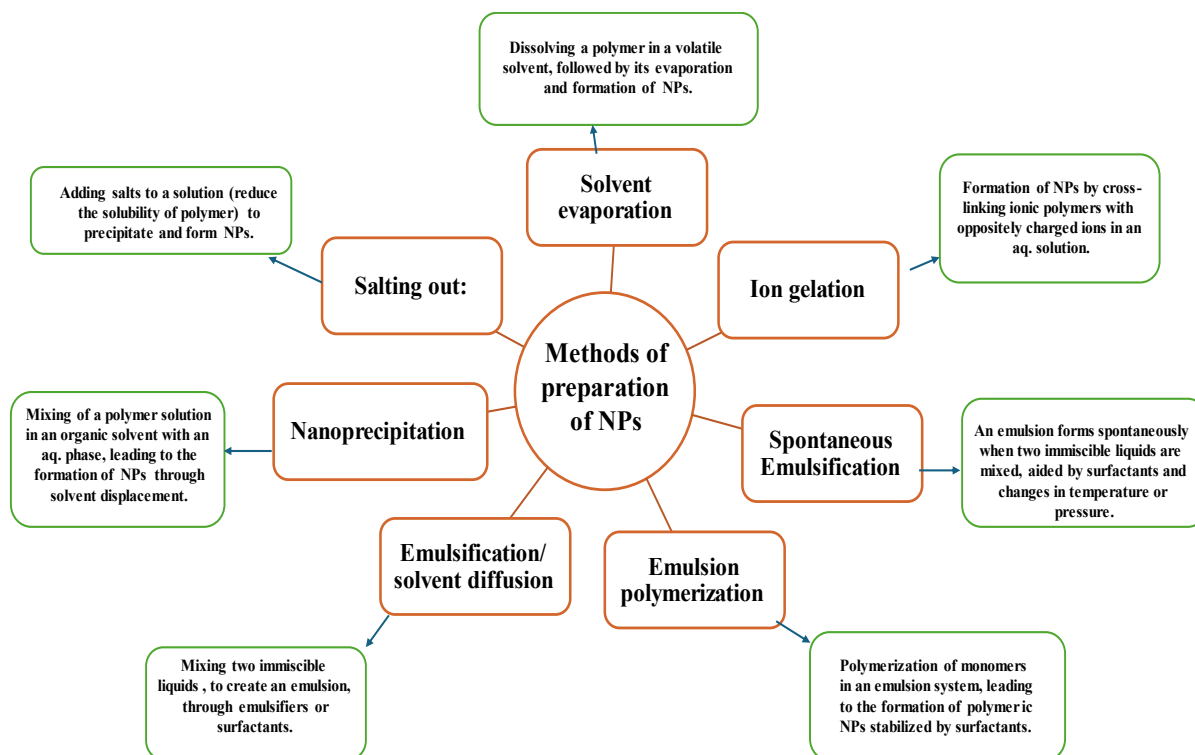 Dissolving a polymer in a volatile
solvent, followed by its evaporation
and formation of NPs.
Solvent
evaporation
Adding salts to a solution (reduce
the solubility of polymer) to
precipitate and form NPs.
Salting out:
Formation of NPs by cross-
linking ionic polymers with
oppositely charged ions in an
aq. solution.
Ion gelation
Methods of
preparation
of NPs
Mixing of a polymer solution
in an organic solvent with an
aq. phase, leading to the
formation of NPs through
solvent displacement.
Nanoprecipitation
Spontaneous
Emulsification
An emulsion forms spontaneously
when two immiscible liquids are
mixed, aided by surfactants and
changes in temperature or
pressure.
Emulsification/
solvent diffusion
Emulsion
polymerization
Mixing two immiscible
liquids , to create an emulsion,
through emulsifiers or
surfactants.
Polymerization of monomers
in an emulsion system, leading
to the formation of polymeric
NPs stabilized by surfactants.